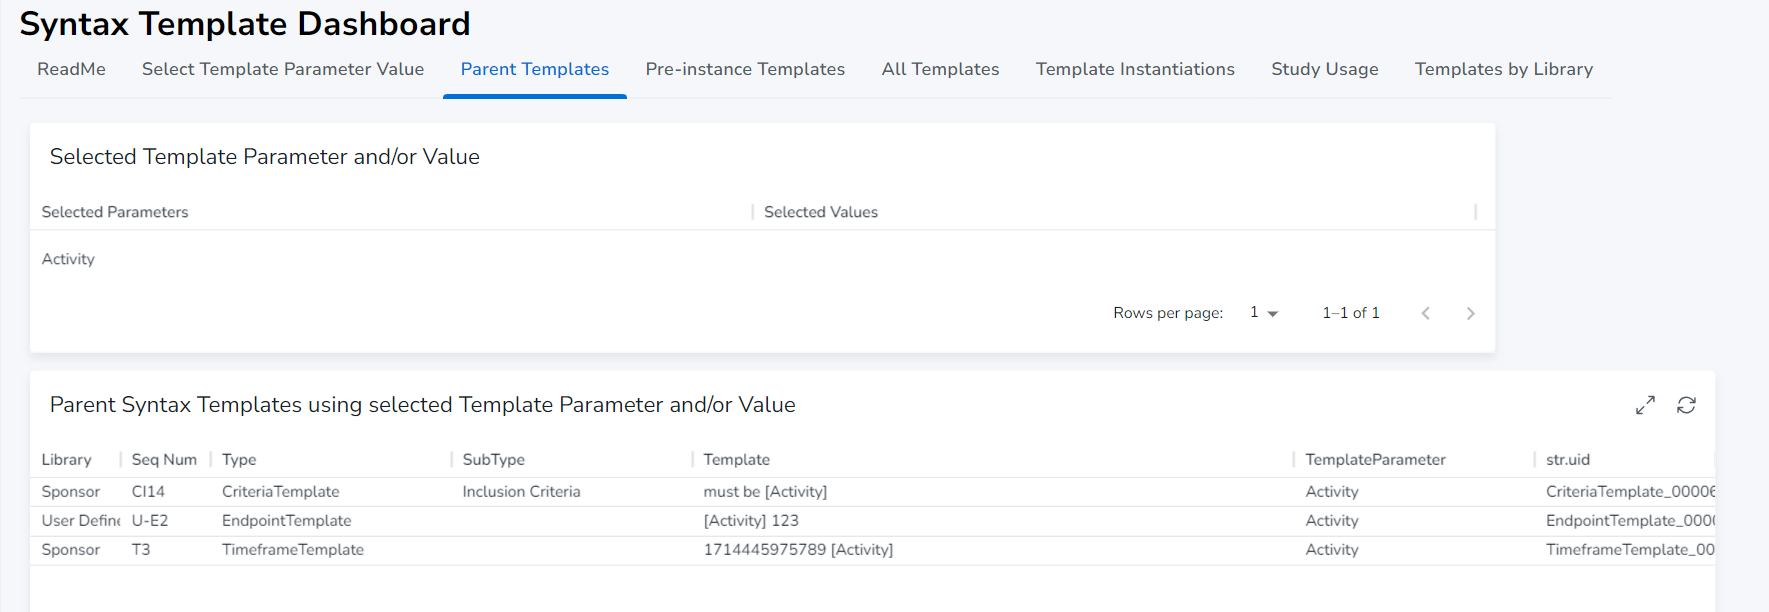 Syntax Template Dashboard
ReadMe Select Template Parameter Value Parent Templates Pre-instance Templates All Templates Template Instantiations Study Usage Templates by Library
Selected Template Parameter and/or Value
Selected Parameters Selected Values
Activity
Rows per page: 1 1–1 of 1
Parent Syntax Templates using selected Template Parameter and/or Value
Library Seq Num Type SubType Template TemplateParameter str.uid
Sponsor CI14 CriteriaTemplate Inclusion Criteria must be [Activity] Activity CriteriaTemplate_00006
User Define U-E2 EndpointTemplate [Activity] 123 Activity EndpointTemplate_000
Sponsor T3 TimeframeTemplate 1714445975789 [Activity] Activity TimeframeTemplate_00